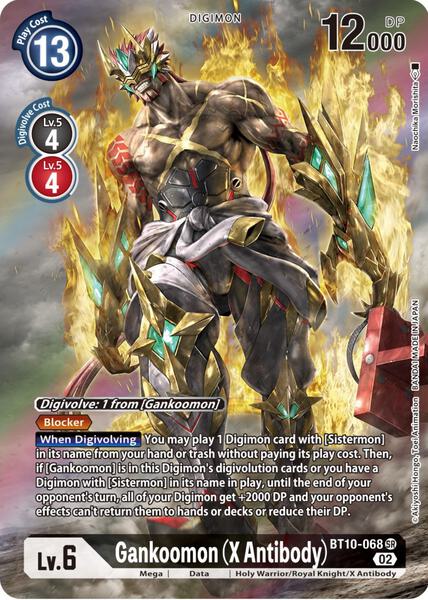 Play Cost
13
DIGIMON
12000
DP
Digivolve Cost
Lv.5
4
Lv.5
4
Naochika Morishita
Digivolve: 1 from [Gankoomon]
Blocker
When Digivolving You may play 1 Digimon card with [Sistermon]
in its name from your hand or trash without paying its play cost. Then,
if [Gankoomon] is in this Digimon's digivolution cards or you have a
Digimon with [Sistermon] in its name in play, until the end of your
opponent's turn, all of your Digimon get +2000 DP and your opponent's
effects can't return them to hands or decks or reduce their DP.
©Akiyoshi Hongo, Toei Animation BANDAI MADE IN JAPAN
Lv.6
Gankoomon (X Antibody)
BT10-068 SR
02
Mega Data Holy Warrior/Royal Knight/X Antibody